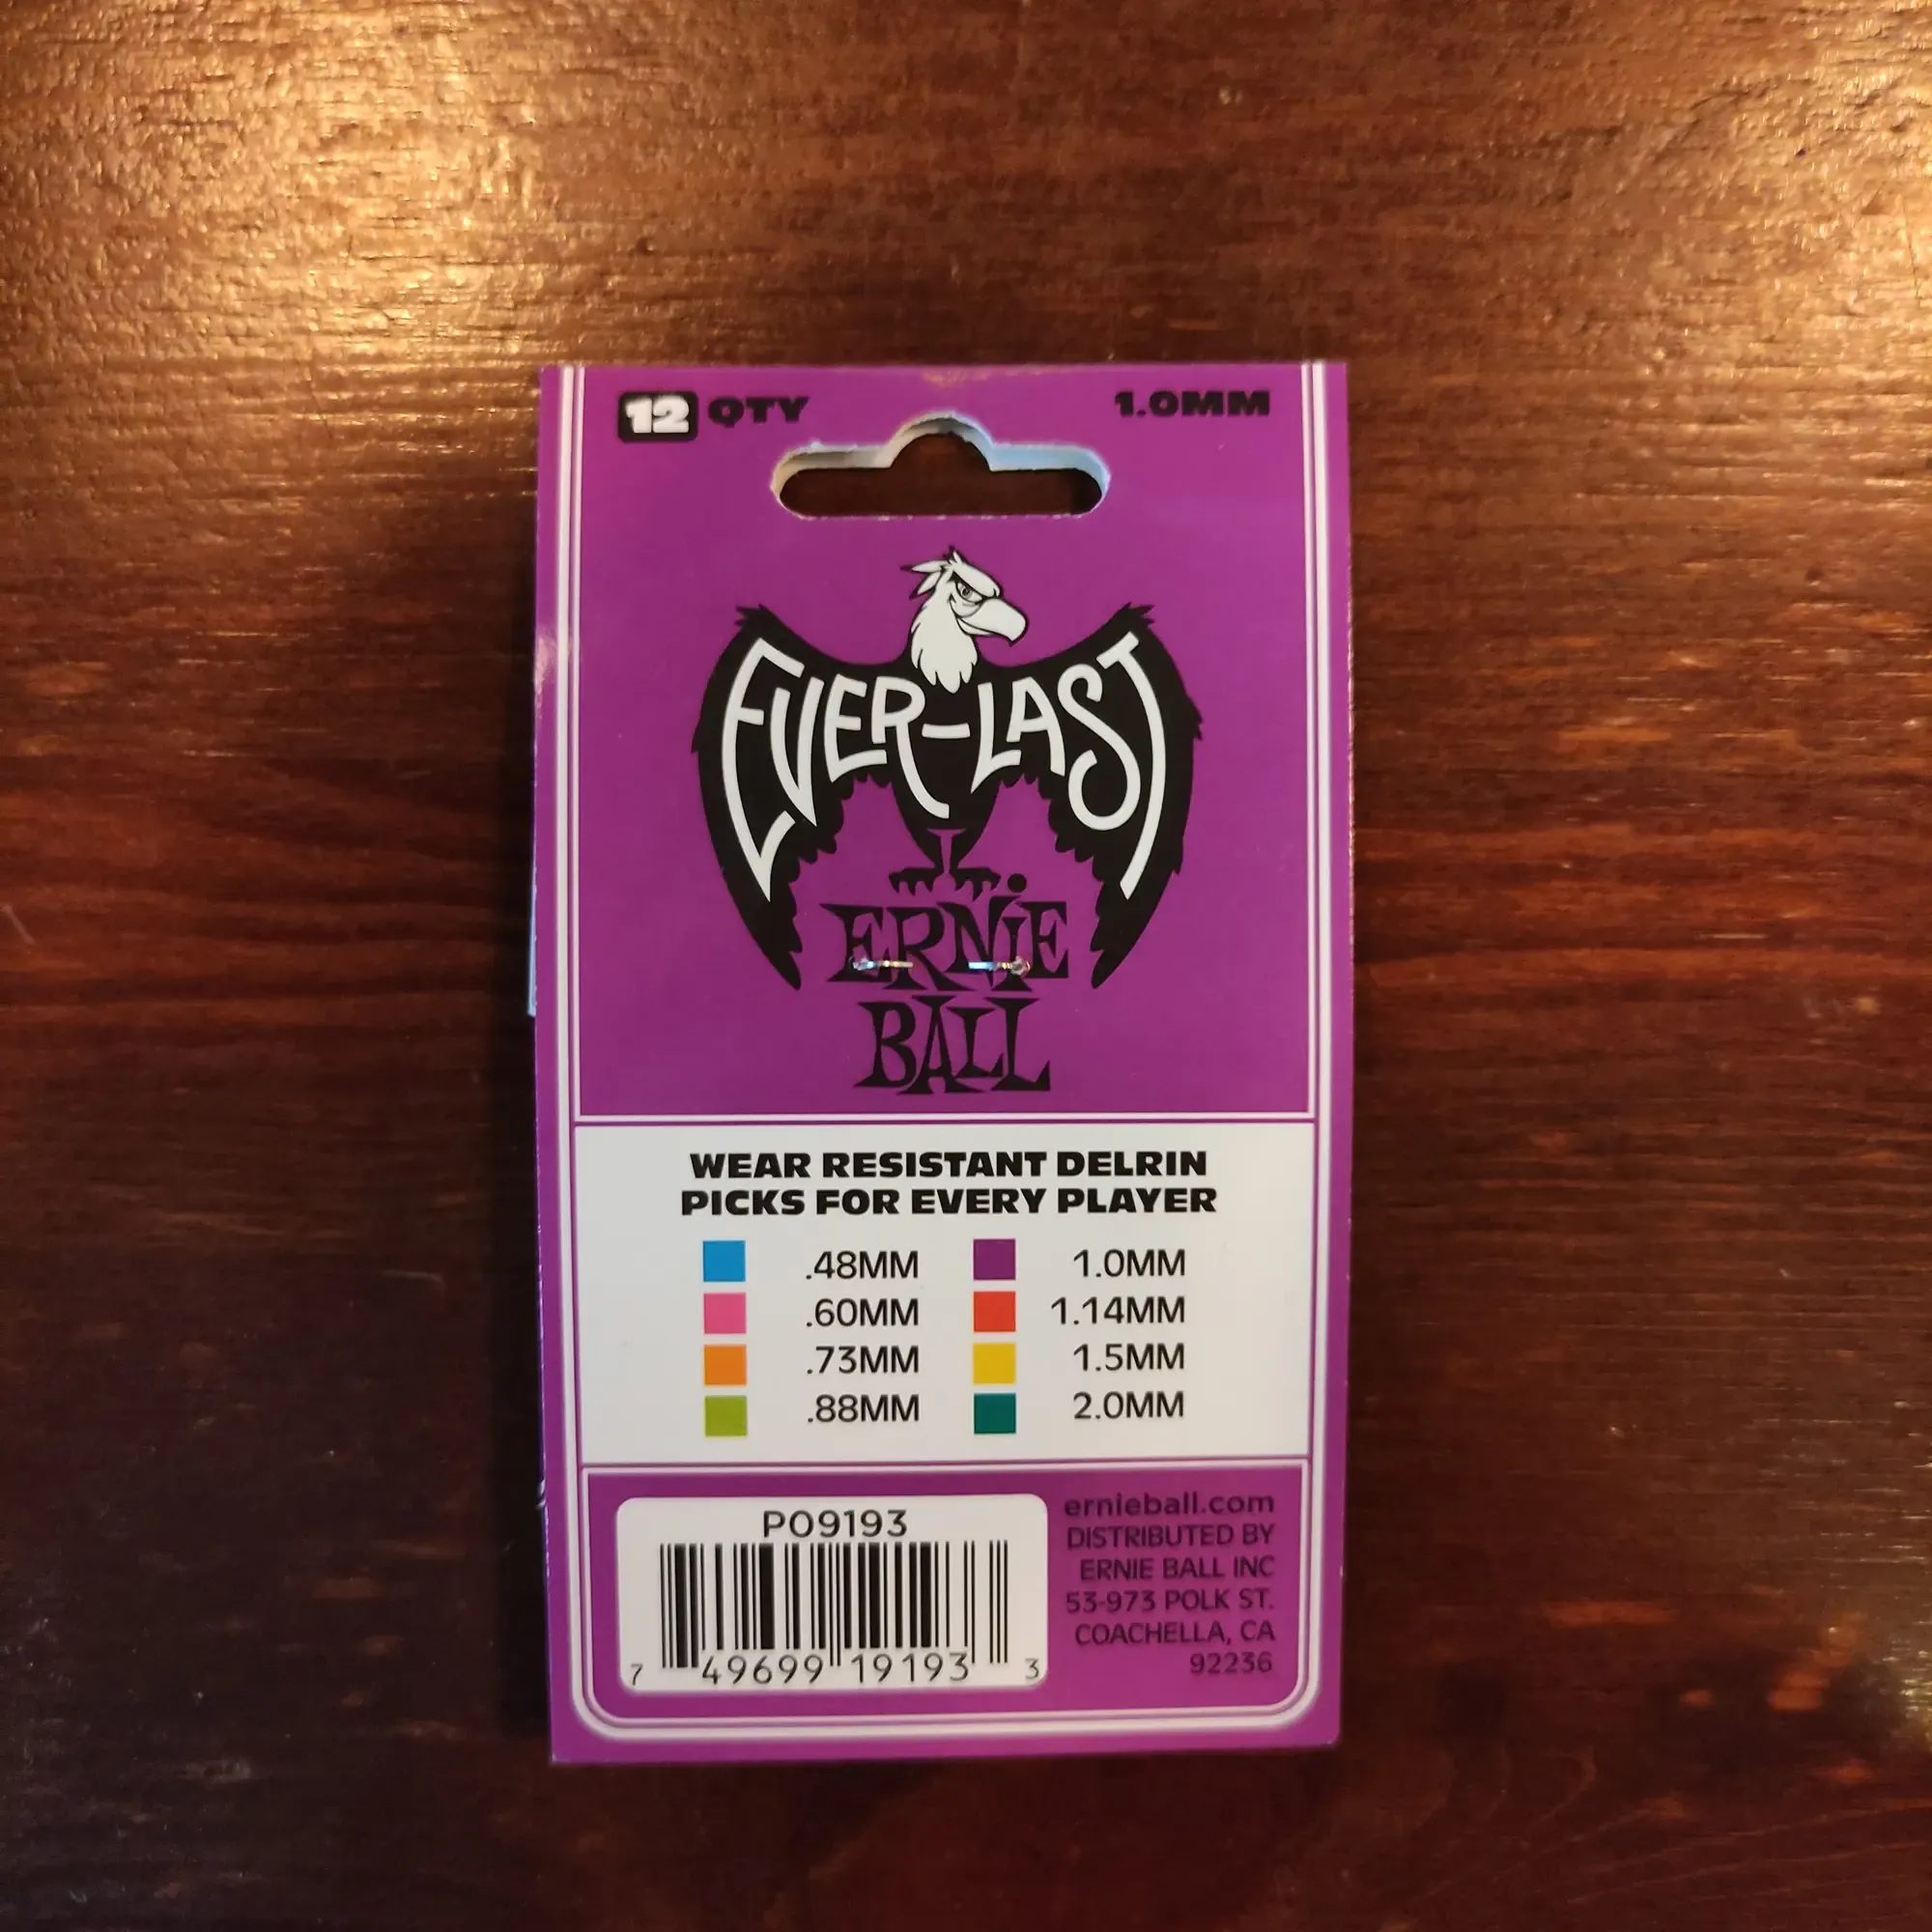 12 QTY 1.0MM
EVER-LAST
ERNiE
BALL
WEAR RESISTANT DELRIN
PICKS FOR EVERY PLAYER
.48MM 1.0MM
.60MM 1.14MM
.73MM 1.5MM
.88MM 2.0MM
P09193
7 49699 19193 3
ernieball.com
DISTRIBUTED BY
ERNIE BALL INC
53-973 POLK ST.
COACHELLA, CA
92236